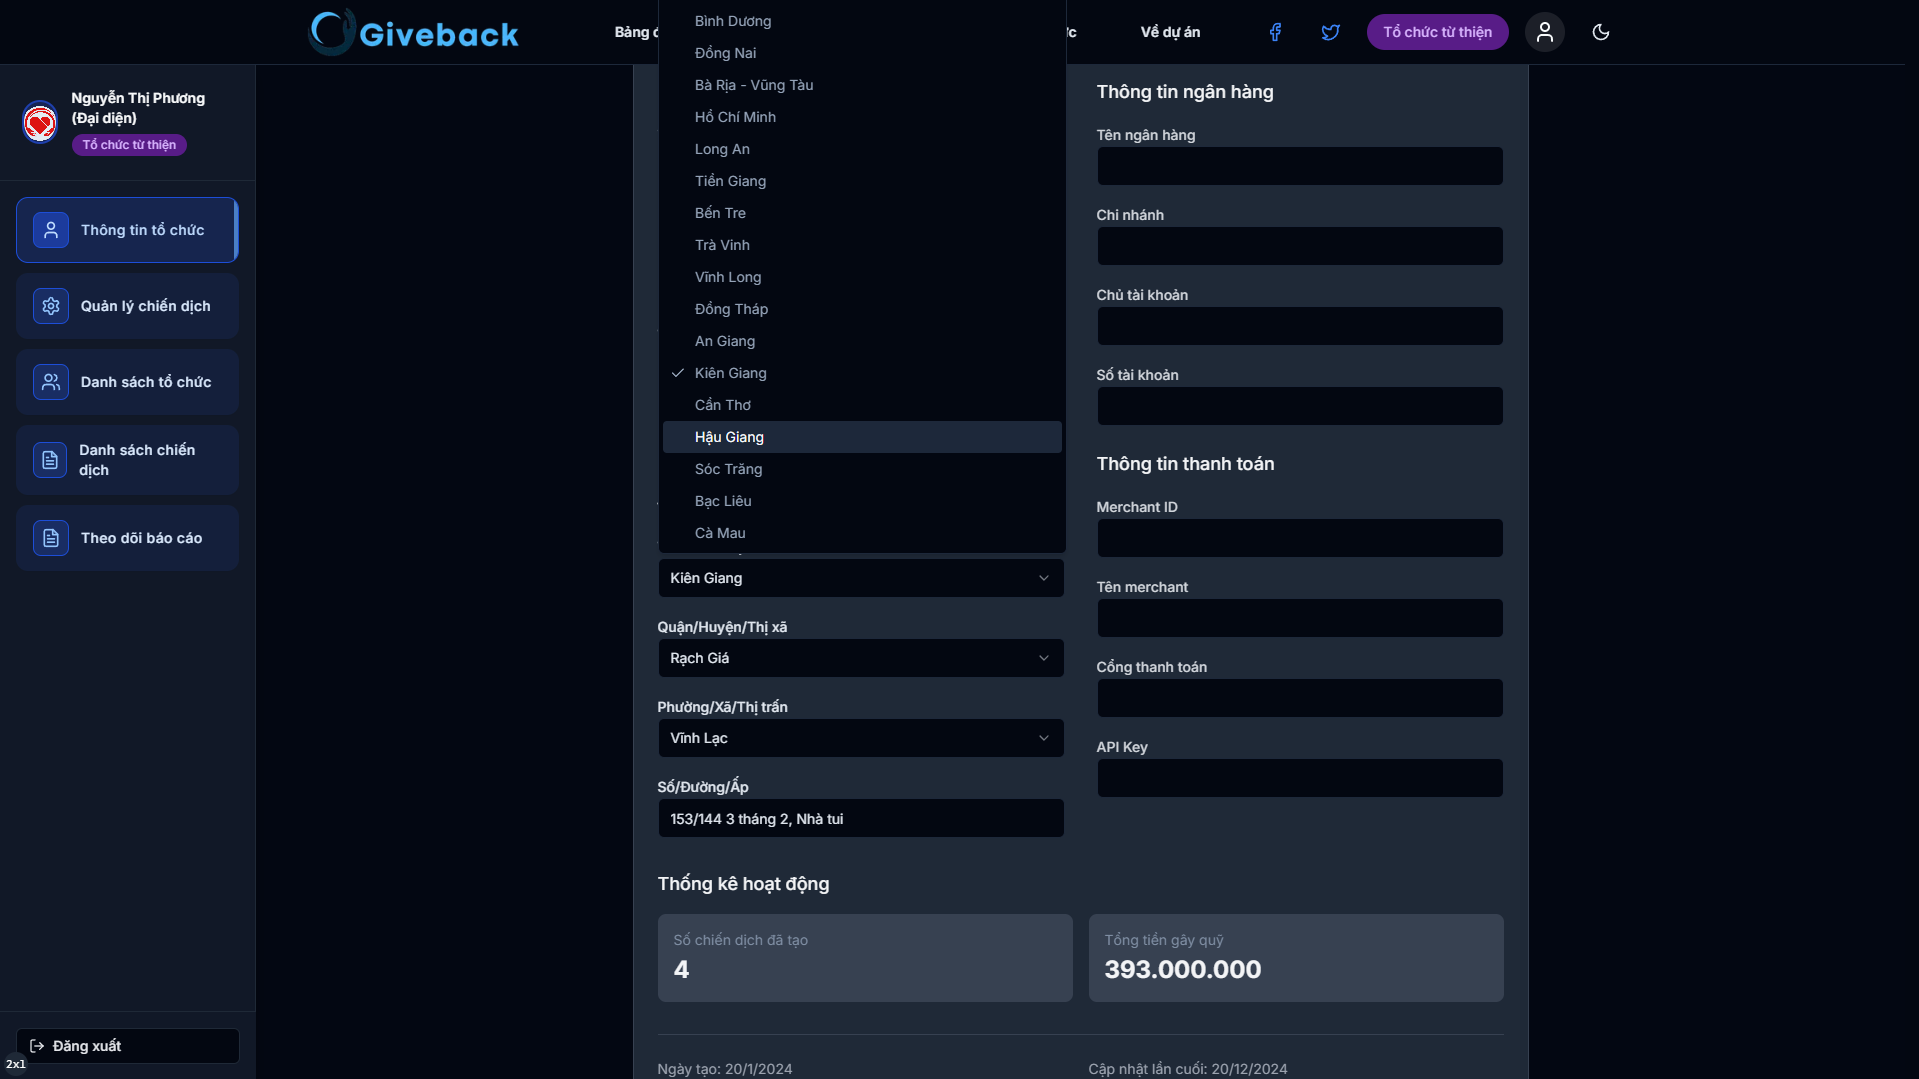 Giveback
Bảng đ
ức
Về dự án
Tổ chức từ thiện
Nguyễn Thị Phương
(Đại diện)
Tổ chức từ thiện
Thông tin tổ chức
Quản lý chiến dịch
Danh sách tổ chức
Danh sách chiến
dịch
Theo dõi báo cáo
Đăng xuất
2x1
Bình Dương
Đồng Nai
Bà Rịa - Vũng Tàu
Hồ Chí Minh
Long An
Tiền Giang
Bến Tre
Trà Vinh
Vĩnh Long
Đồng Tháp
An Giang
Kiên Giang
Cần Thơ
Hậu Giang
Sóc Trăng
Bạc Liêu
Cà Mau
Kiên Giang
Quận/Huyện/Thị xã
Rạch Giá
Phường/Xã/Thị trấn
Vĩnh Lạc
Số/Đường/Ấp
153/144 3 tháng 2, Nhà tui
Thông tin ngân hàng
Tên ngân hàng
Chi nhánh
Chủ tài khoản
Số tài khoản
Thông tin thanh toán
Merchant ID
Tên merchant
Cổng thanh toán
API Key
Thống kê hoạt động
Số chiến dịch đã tạo
4
Tổng tiền gây quỹ
393.000.000
Ngày tạo: 20/1/2024
Cập nhật lần cuối: 20/12/2024